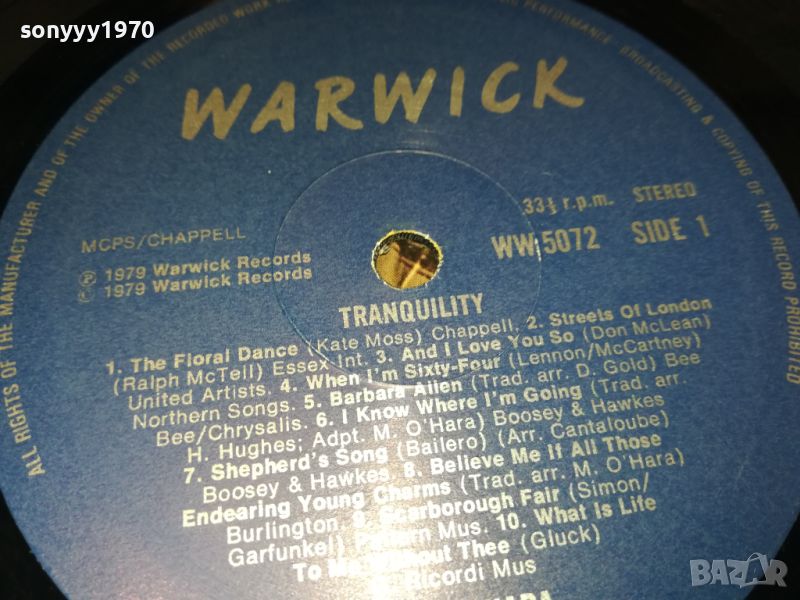 sonyyy1970
ALL RIGHTS OF THE MANUFACTURER AND OF THE OWNER OF THE RECORDED WORK
PERFORMANCE BROADCASTING & COPYING OF THIS RECORD PROHIBITED
WARWICK
33⅓ r.p.m. STEREO
MCPS/CHAPPELL
WW 5072 SIDE 1
℗ 1979 Warwick Records
© 1979 Warwick Records
TRANQUILITY
1. The Floral Dance (Kate Moss) Chappell. 2. Streets Of London
(Ralph McTell) Essex Int. 3. And I Love You So (Don McLean)
United Artists. 4. When I'm Sixty-Four (Lennon/McCartney)
Northern Songs. 5. Barbara Allen (Trad. arr. D. Gold) Bee
Bee/Chrysalis. 6. I Know Where I'm Going (Trad. arr.
H. Hughes; Adpt. M. O'Hara) Boosey & Hawkes
7. Shepherd's Song (Bailero) (Arr. Cantaloube)
Boosey & Hawkes. 8. Believe Me If All Those
Endearing Young Charms (Trad. arr. M. O'Hara)
Burlington. 9. Scarborough Fair (Simon/
Garfunkel) Pattern Mus. 10. What Is Life
To Me Without Thee (Gluck)
Ricordi Mus
BAZAR